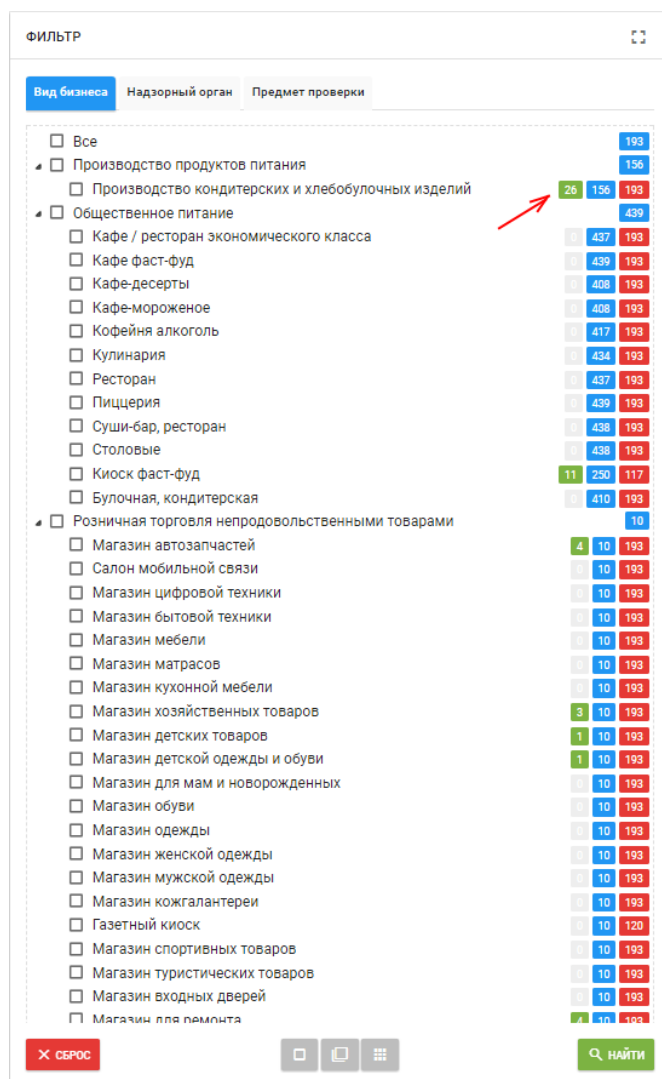 ФИЛЬТР
Вид бизнеса Надзорный орган Предмет проверки
Все 193
Производство продуктов питания 156
Производство кондитерских и хлебобулочных изделий 26 156 193
Общественное питание 439
Кафе / ресторан экономического класса 0 437 193
Кафе фаст-фуд 0 439 193
Кафе-десерты 0 408 193
Кафе-мороженое 0 408 193
Кофейня алкоголь 0 417 193
Кулинария 0 434 193
Ресторан 0 437 193
Пиццерия 0 439 193
Суши-бар, ресторан 0 438 193
Столовые 0 438 193
Киоск фаст-фуд 11 250 117
Булочная, кондитерская 0 410 193
Розничная торговля непродовольственными товарами 10
Магазин автозапчастей 4 10 193
Салон мобильной связи 0 10 193
Магазин цифровой техники 0 10 193
Магазин бытовой техники 0 10 193
Магазин мебели 0 10 193
Магазин матрасов 0 10 193
Магазин кухонной мебели 0 10 193
Магазин хозяйственных товаров 3 10 193
Магазин детских товаров 1 10 193
Магазин детской одежды и обуви 1 10 193
Магазин для мам и новорожденных 0 10 193
Магазин обуви 0 10 193
Магазин одежды 0 10 193
Магазин женской одежды 0 10 193
Магазин мужской одежды 0 10 193
Магазин кожгалантереи 0 10 193
Газетный киоск 0 10 120
Магазин спортивных товаров 0 10 193
Магазин туристических товаров 0 10 193
Магазин входных дверей 0 10 193
Магазин для ремонта 4 10 193
СБРОС НАЙТИ